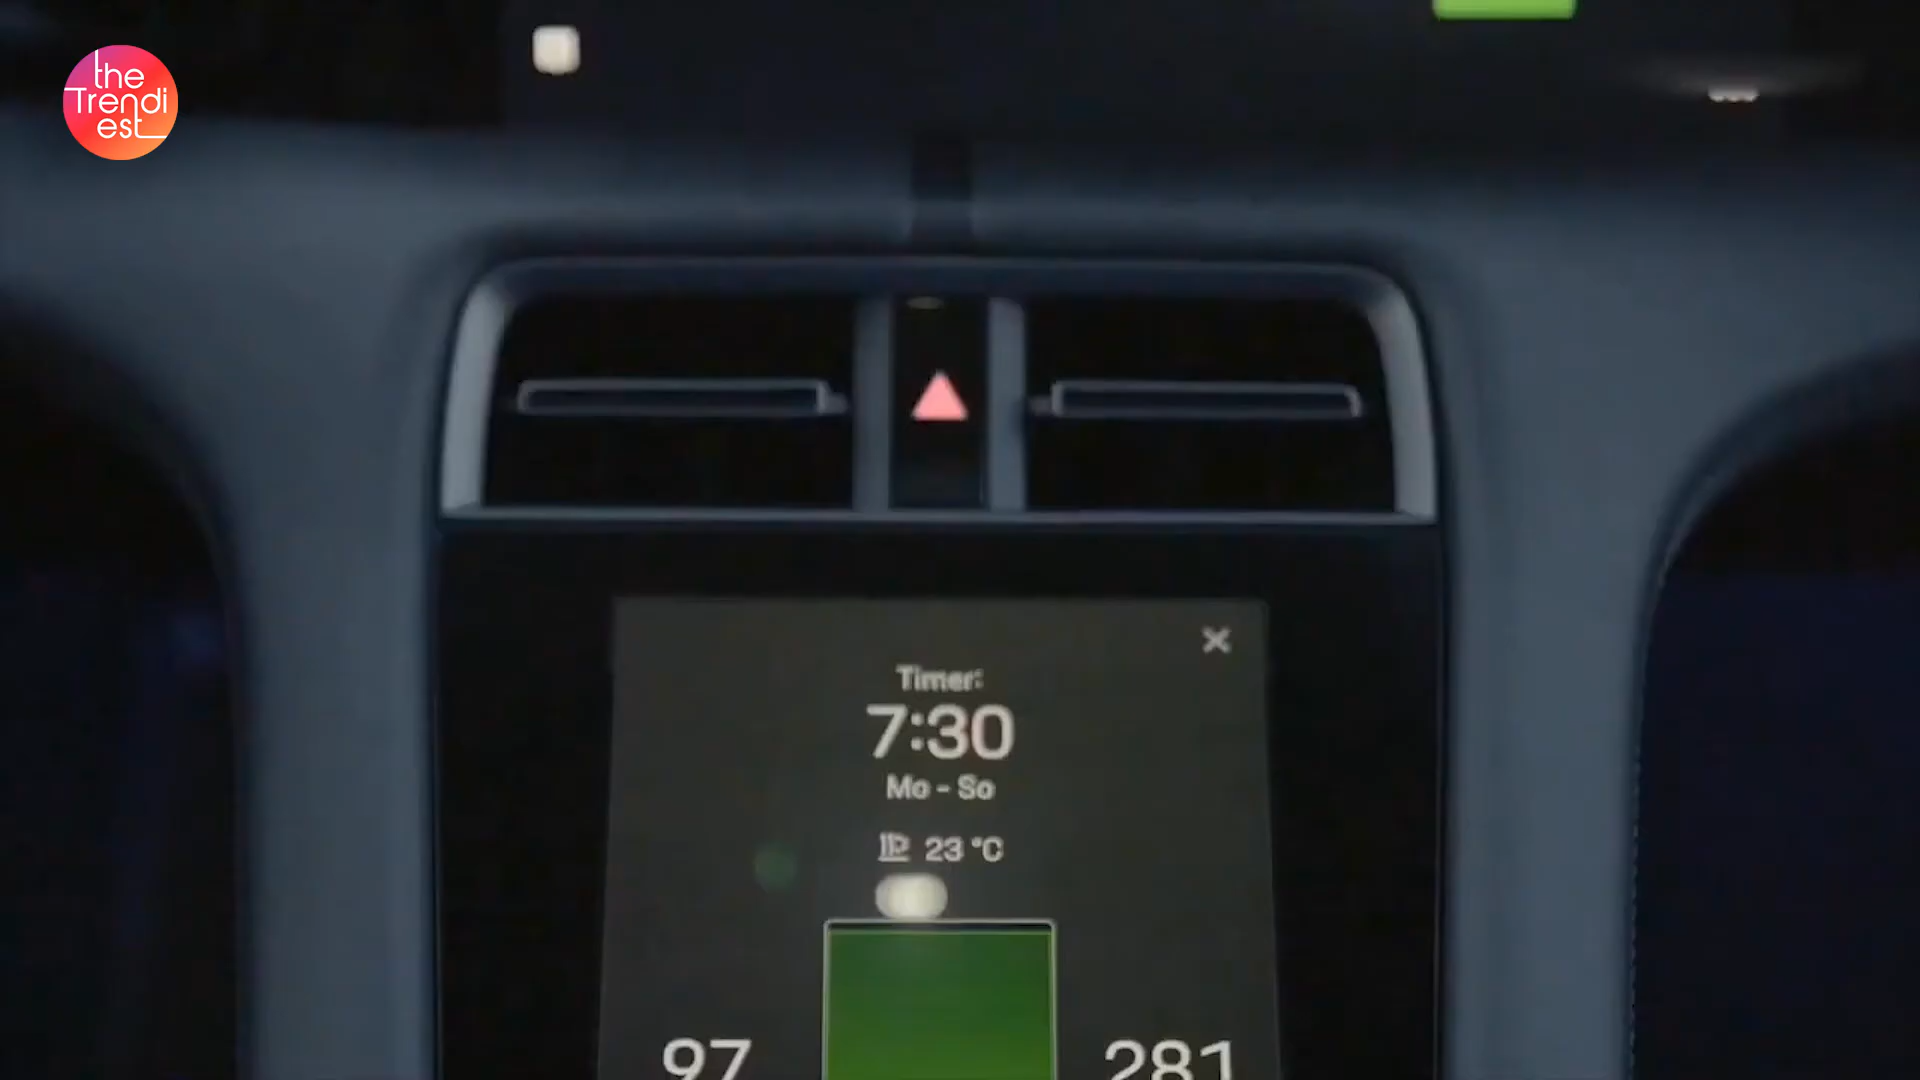 the
Trendi
est
Timer:
7:30
Mo - So
23 °C
97
281